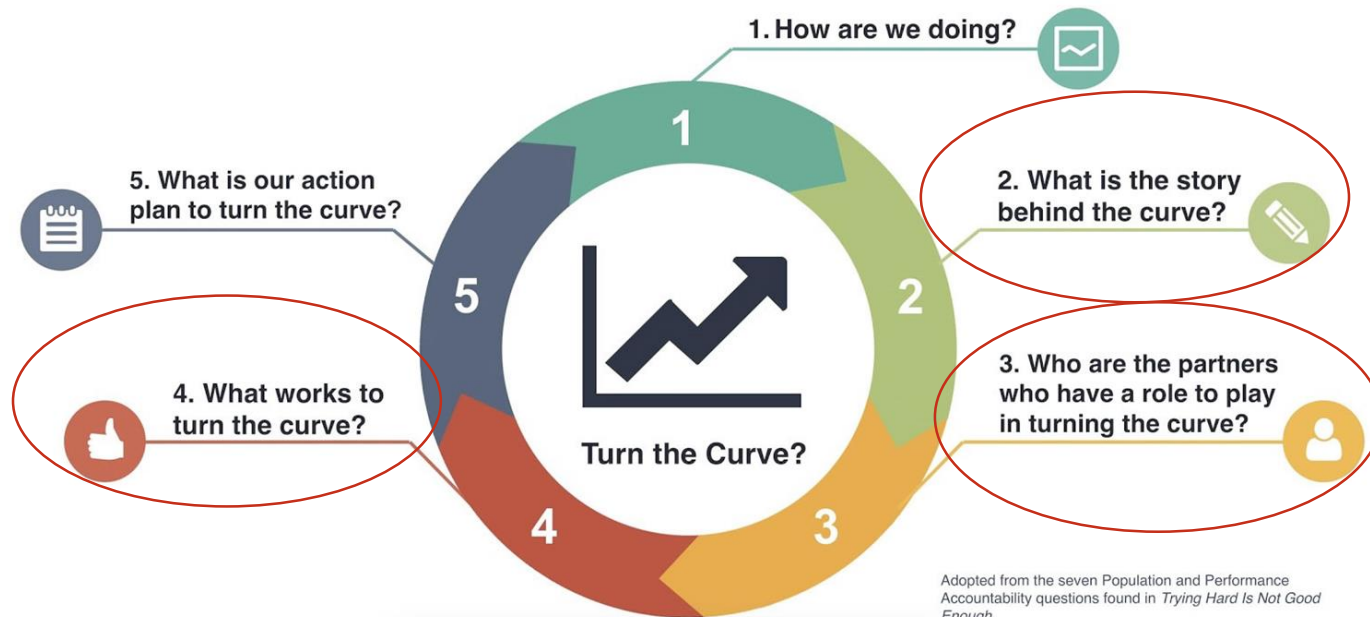 1. How are we doing?
1
2. What is the story
behind the curve?
2
3. Who are the partners
who have a role to play
in turning the curve?
3
4. What works to
turn the curve?
4
5. What is our action
plan to turn the curve?
5
Turn the Curve?
Adopted from the seven Population and Performance
Accountability questions found in Trying Hard Is Not Good
Enough